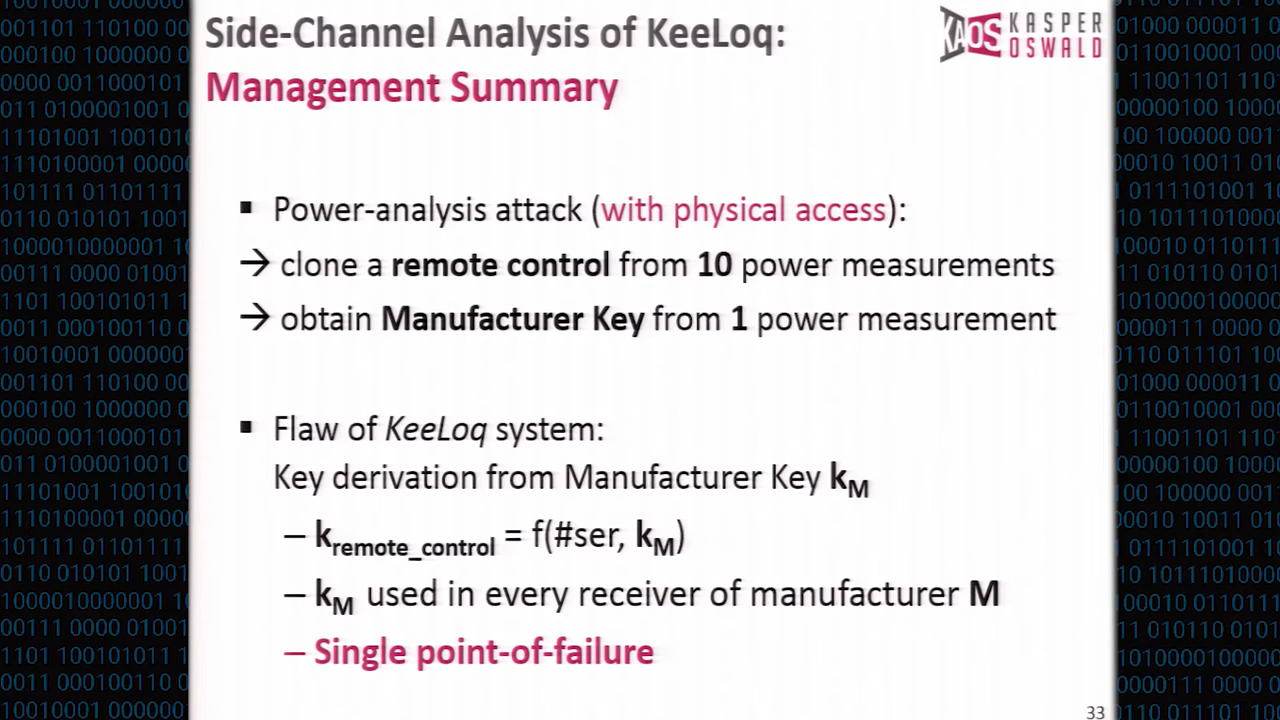 Side-Channel Analysis of KeeLoq:
Management Summary
KAOS KASPER
OSWALD
▪ Power-analysis attack (with physical access):
→ clone a remote control from 10 power measurements
→ obtain Manufacturer Key from 1 power measurement
▪ Flaw of KeeLoq system:
Key derivation from Manufacturer Key kM
– kremote_control = f(#ser, kM)
– kM used in every receiver of manufacturer M
– Single point-of-failure
33